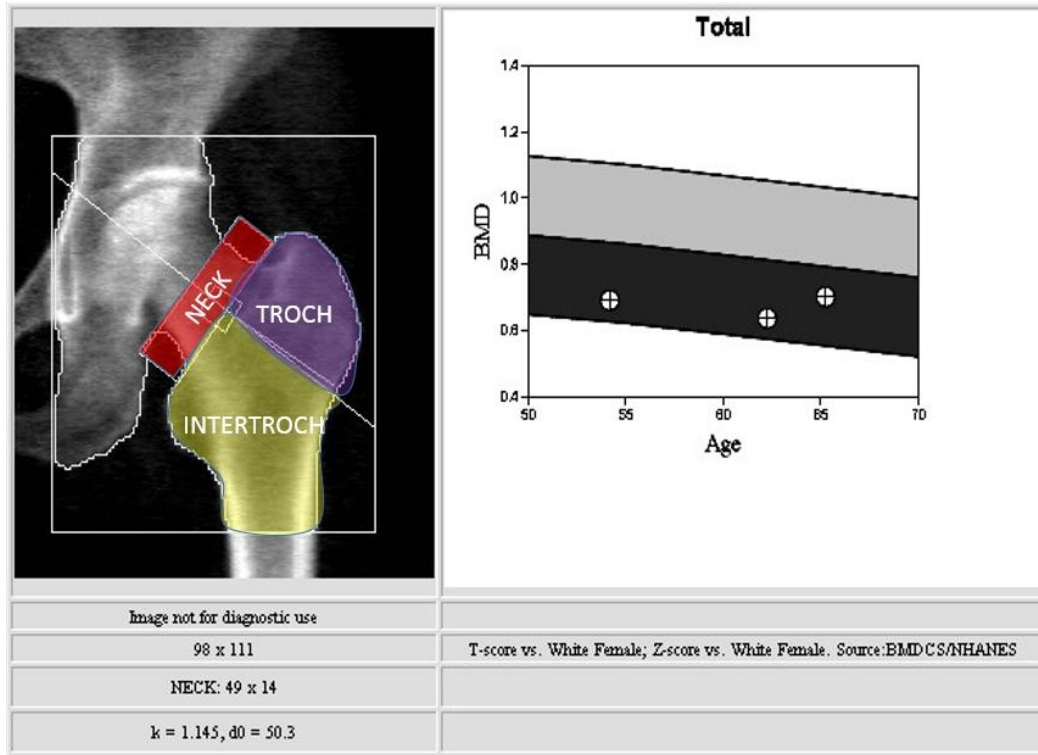 NECK
TROCH
INTERTROCH
Total
1.4
1.2
1.0
0.8
0.6
0.4
BMD
50 55 60 65 70
Age
Image not for diagnostic use
98 x 111
T-score vs. White Female; Z-score vs. White Female. Source:BMDCS/NHANES
NECK: 49 x 14
k = 1.145, d0 = 50.3